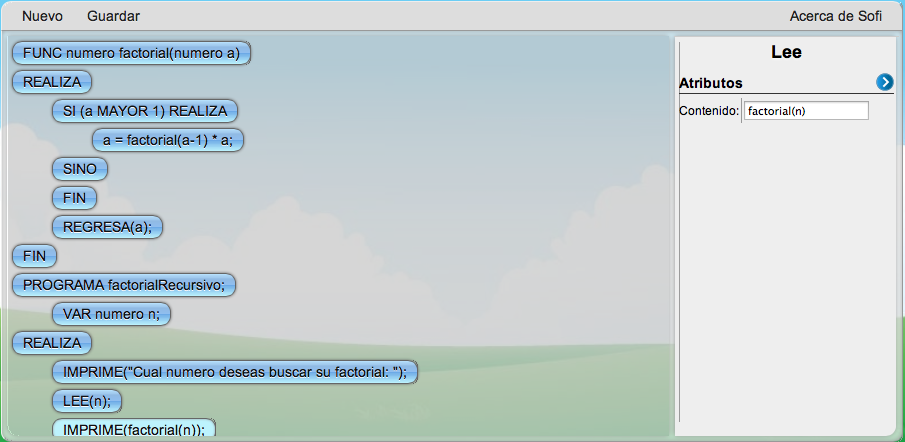 Nuevo Guardar Acerca de Sofi
FUNC numero factorial(numero a)
REALIZA
SI (a MAYOR 1) REALIZA
a = factorial(a-1) * a;
SINO
FIN
REGRESA(a);
FIN
PROGRAMA factorialRecursivo;
VAR numero n;
REALIZA
IMPRIME("Cual numero deseas buscar su factorial: ");
LEE(n);
IMPRIME(factorial(n));
Lee
Atributos
Contenido: factorial(n)